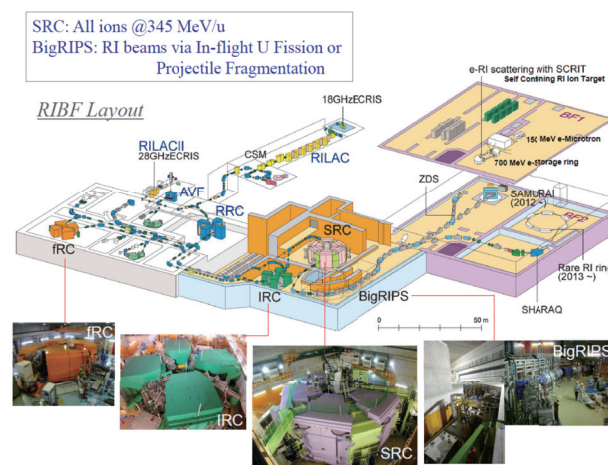 SRC: All ions @345 MeV/u
BigRIPS: RI beams via In-flight U Fission or
Projectile Fragmentation
RIBF Layout
e-RI scattering with SCRIT
Self Confining RI Ion Target
18GHzECRIS
BF1
150 MeV e-Microtron
700 MeV e-storage ring
RILACII
28GHzECRIS
CSM
RILAC
AVF
RRC
ZDS
SAMURAI
(2012~)
BF2
fRC
SRC
IRC
BigRIPS
Rare RI ring
(2013 ~)
SHARAQ
0
50 m
fRC
IRC
SRC
BigRIPS